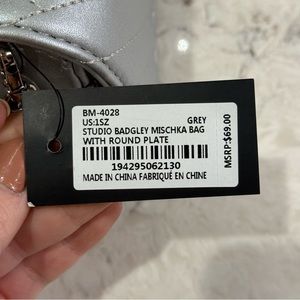 BM-4028
US:1SZ GREY
STUDIO BADGLEY MISCHKA BAG
WITH ROUND PLATE
194295062130
MADE IN CHINA FABRIQUÉ EN CHINE
MSRP:$69.00